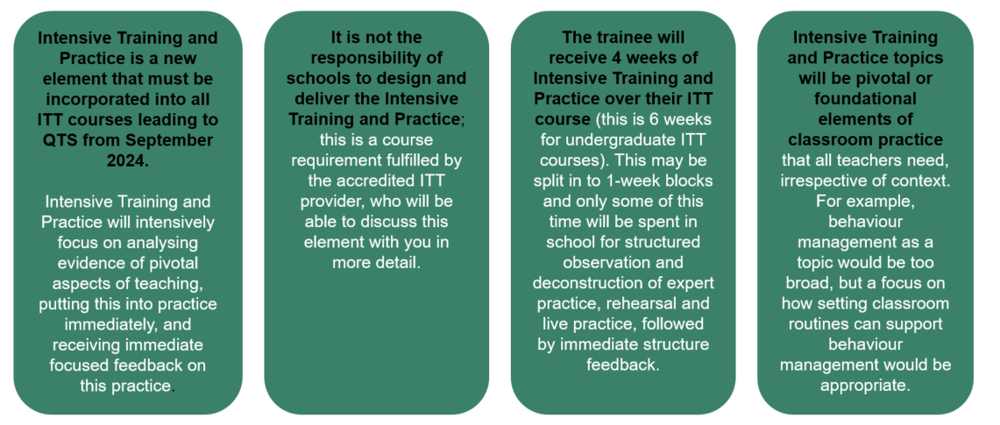 Intensive Training and
Practice is a new
element that must be
incorporated into all
ITT courses leading to
QTS from September
2024.
Intensive Training and
Practice will intensively
focus on analysing
evidence of pivotal
aspects of teaching,
putting this into practice
immediately, and
receiving immediate
focused feedback on
this practice.
It is not the
responsibility of
schools to design and
deliver the Intensive
Training and Practice;
this is a course
requirement fulfilled by
the accredited ITT
provider, who will be
able to discuss this
element with you in
more detail.
The trainee will
receive 4 weeks of
Intensive Training and
Practice over their ITT
course (this is 6 weeks
for undergraduate ITT
courses). This may be
split in to 1-week blocks
and only some of this
time will be spent in
school for structured
observation and
deconstruction of expert
practice, rehearsal and
live practice, followed
by immediate structure
feedback.
Intensive Training
and Practice topics
will be pivotal or
foundational
elements of
classroom practice
that all teachers need,
irrespective of context.
For example,
behaviour
management as a
topic would be too
broad, but a focus on
how setting classroom
routines can support
behaviour
management would be
appropriate.